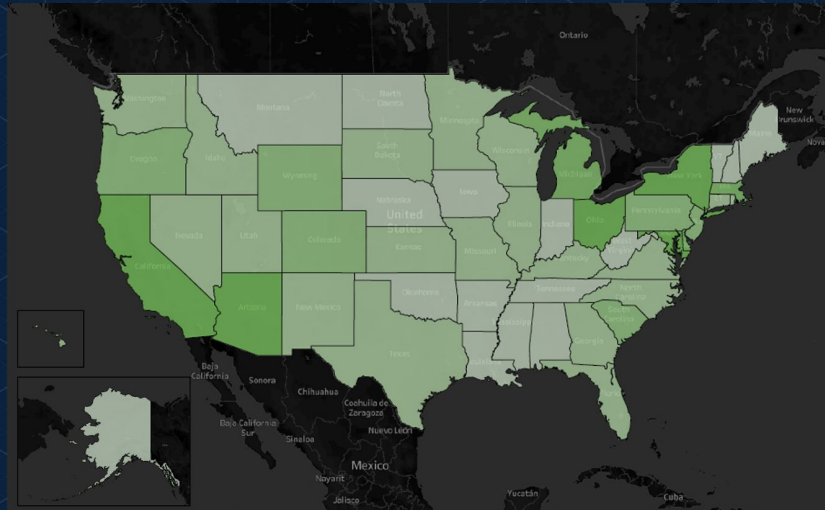 Ontario
New
runswick
Nova
Washington
Montana
North
Dakota
Minnesota
Oregon
Idaho
South
Dakota
Wisconsin
Michigan
New York
Wyoming
Iowa
Nebraska
United
States
Pennsylvania
Nevada
Utah
Colorado
Kansas
Illinois
Indiana
Ohio
West
Virginia
Missouri
Kentucky
California
Arizona
New Mexico
Oklahoma
Arkansas
Tennessee
North
Carolina
South
Carolina
Georgia
Texas
Baja
California
Sonora
Chihuahua
Coahuila de
Zaragoza
Baja California
Sur
Sinaloa
Nuevo León
Mexico
Nayarit
Jalisco
Yucatán
Cuba